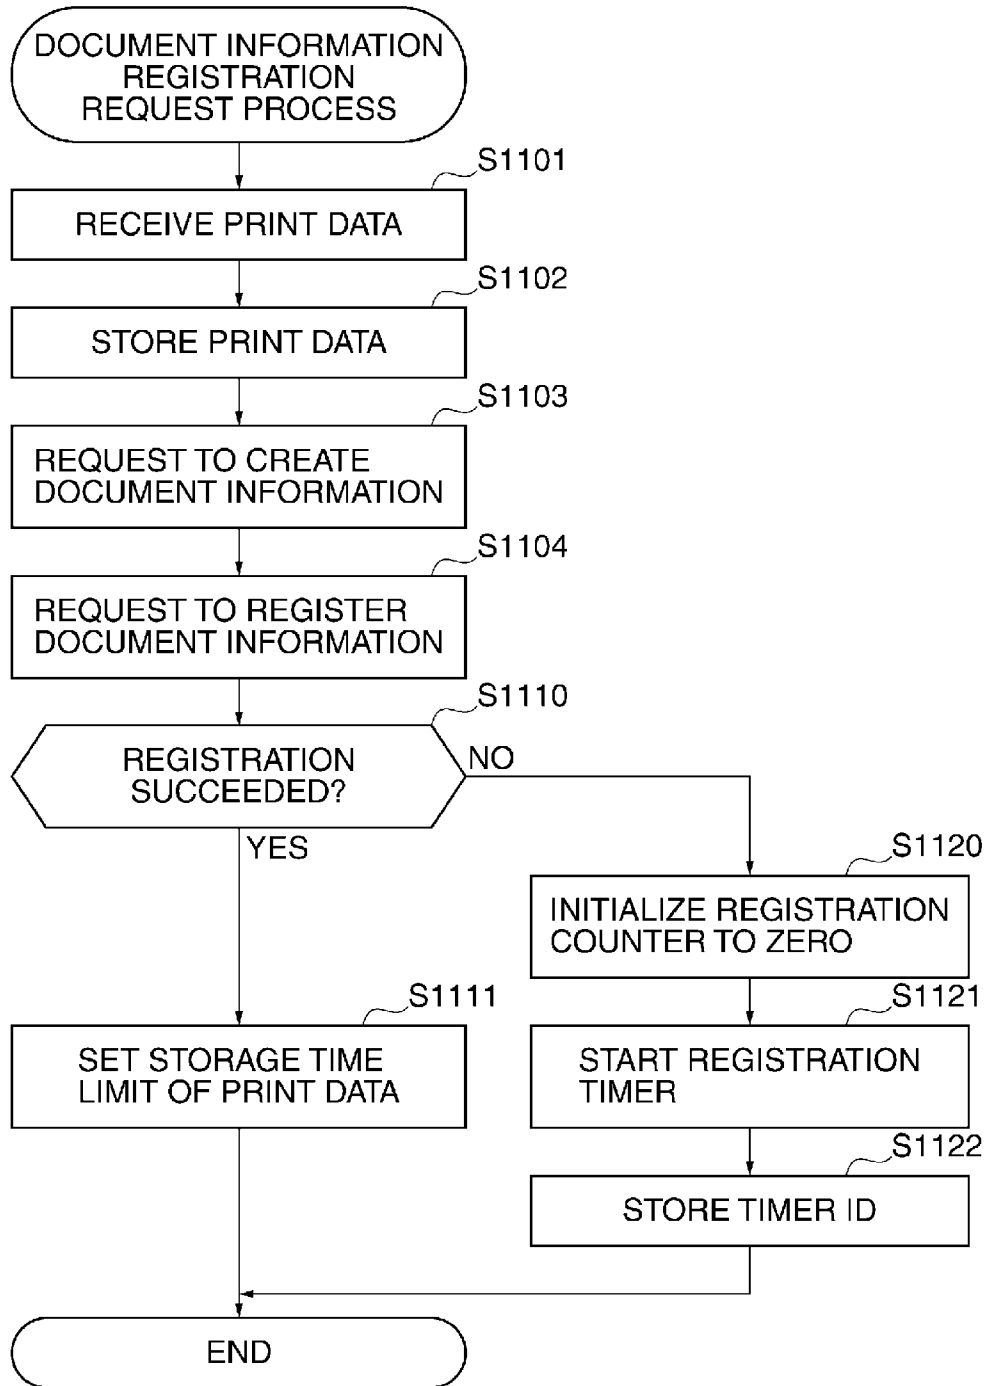 DOCUMENT INFORMATION
REGISTRATION
REQUEST PROCESS
S1101
RECEIVE PRINT DATA
S1102
STORE PRINT DATA
S1103
REQUEST TO CREATE
DOCUMENT INFORMATION
S1104
REQUEST TO REGISTER
DOCUMENT INFORMATION
S1110
REGISTRATION
SUCCEEDED?
NO
YES
S1120
INITIALIZE REGISTRATION
COUNTER TO ZERO
S1111
SET STORAGE TIME
LIMIT OF PRINT DATA
S1121
START REGISTRATION
TIMER
S1122
STORE TIMER ID
END